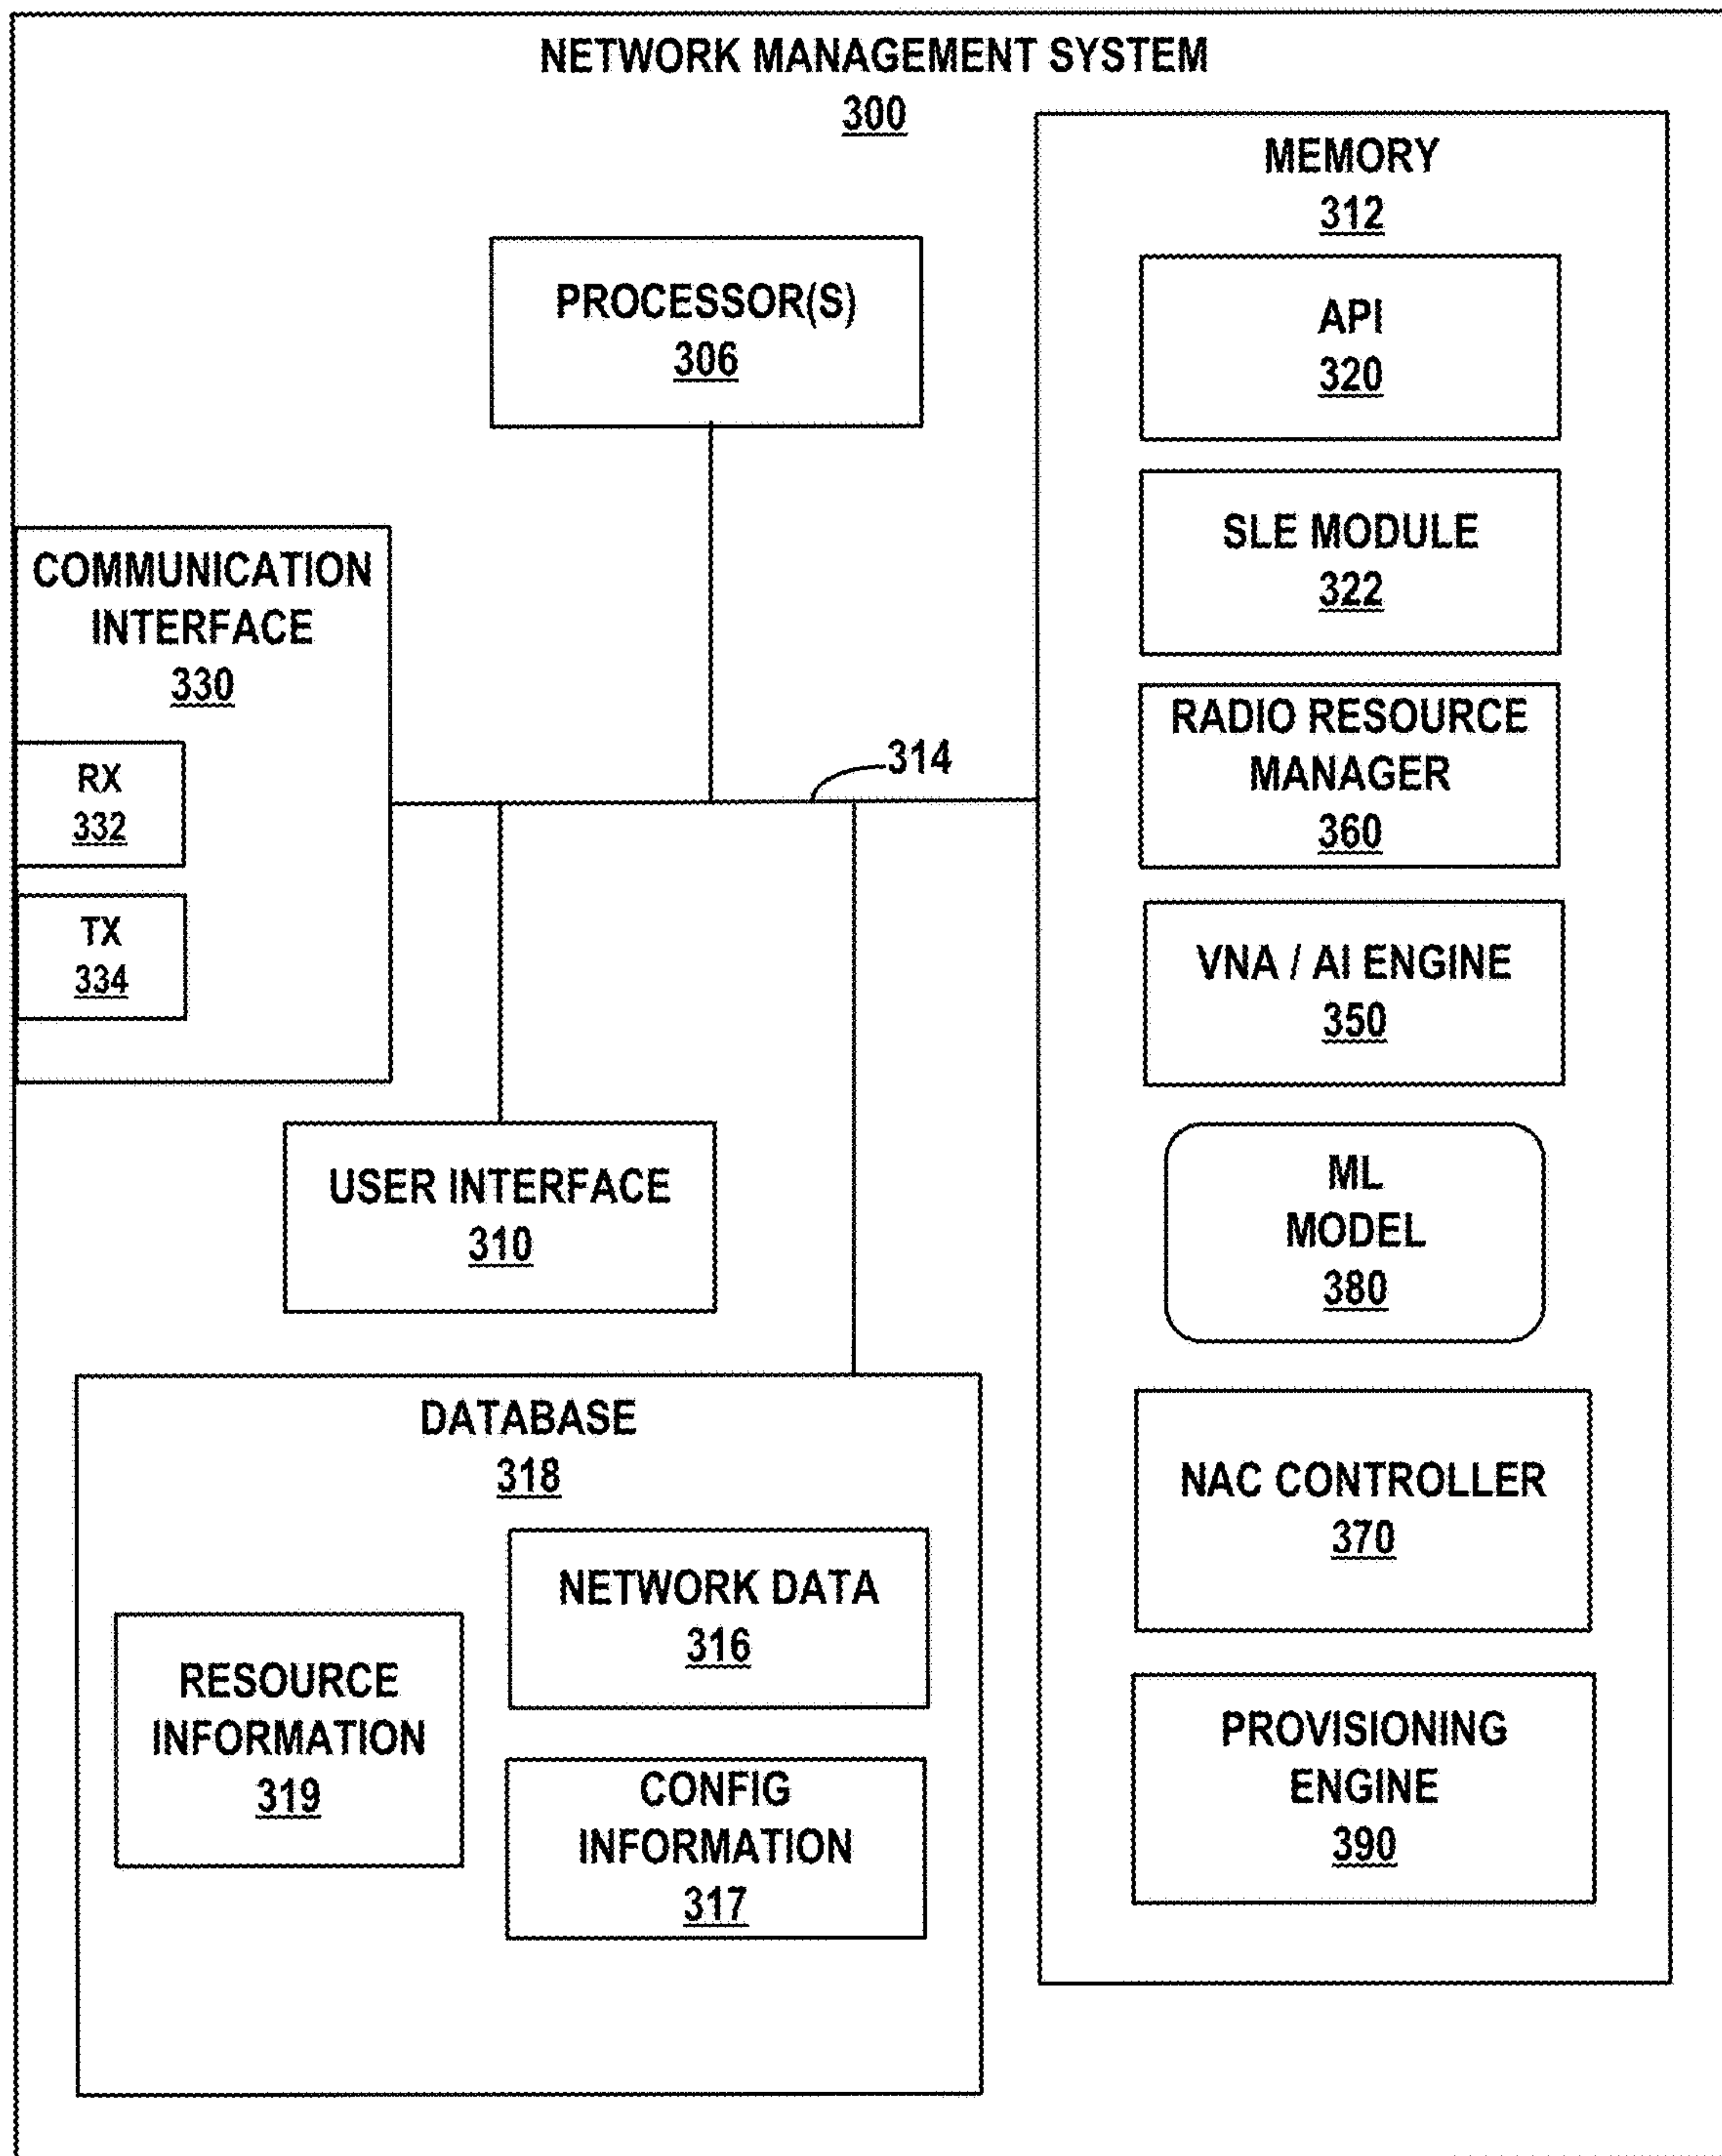 NETWORK MANAGEMENT SYSTEM
300
PROCESSOR(S)
306
COMMUNICATION
INTERFACE
330
RX
332
TX
334
314
USER INTERFACE
310
DATABASE
318
NETWORK DATA
316
RESOURCE
INFORMATION
319
CONFIG
INFORMATION
317
MEMORY
312
API
320
SLE MODULE
322
RADIO RESOURCE
MANAGER
360
VNA / AI ENGINE
350
ML
MODEL
380
NAC CONTROLLER
370
PROVISIONING
ENGINE
390